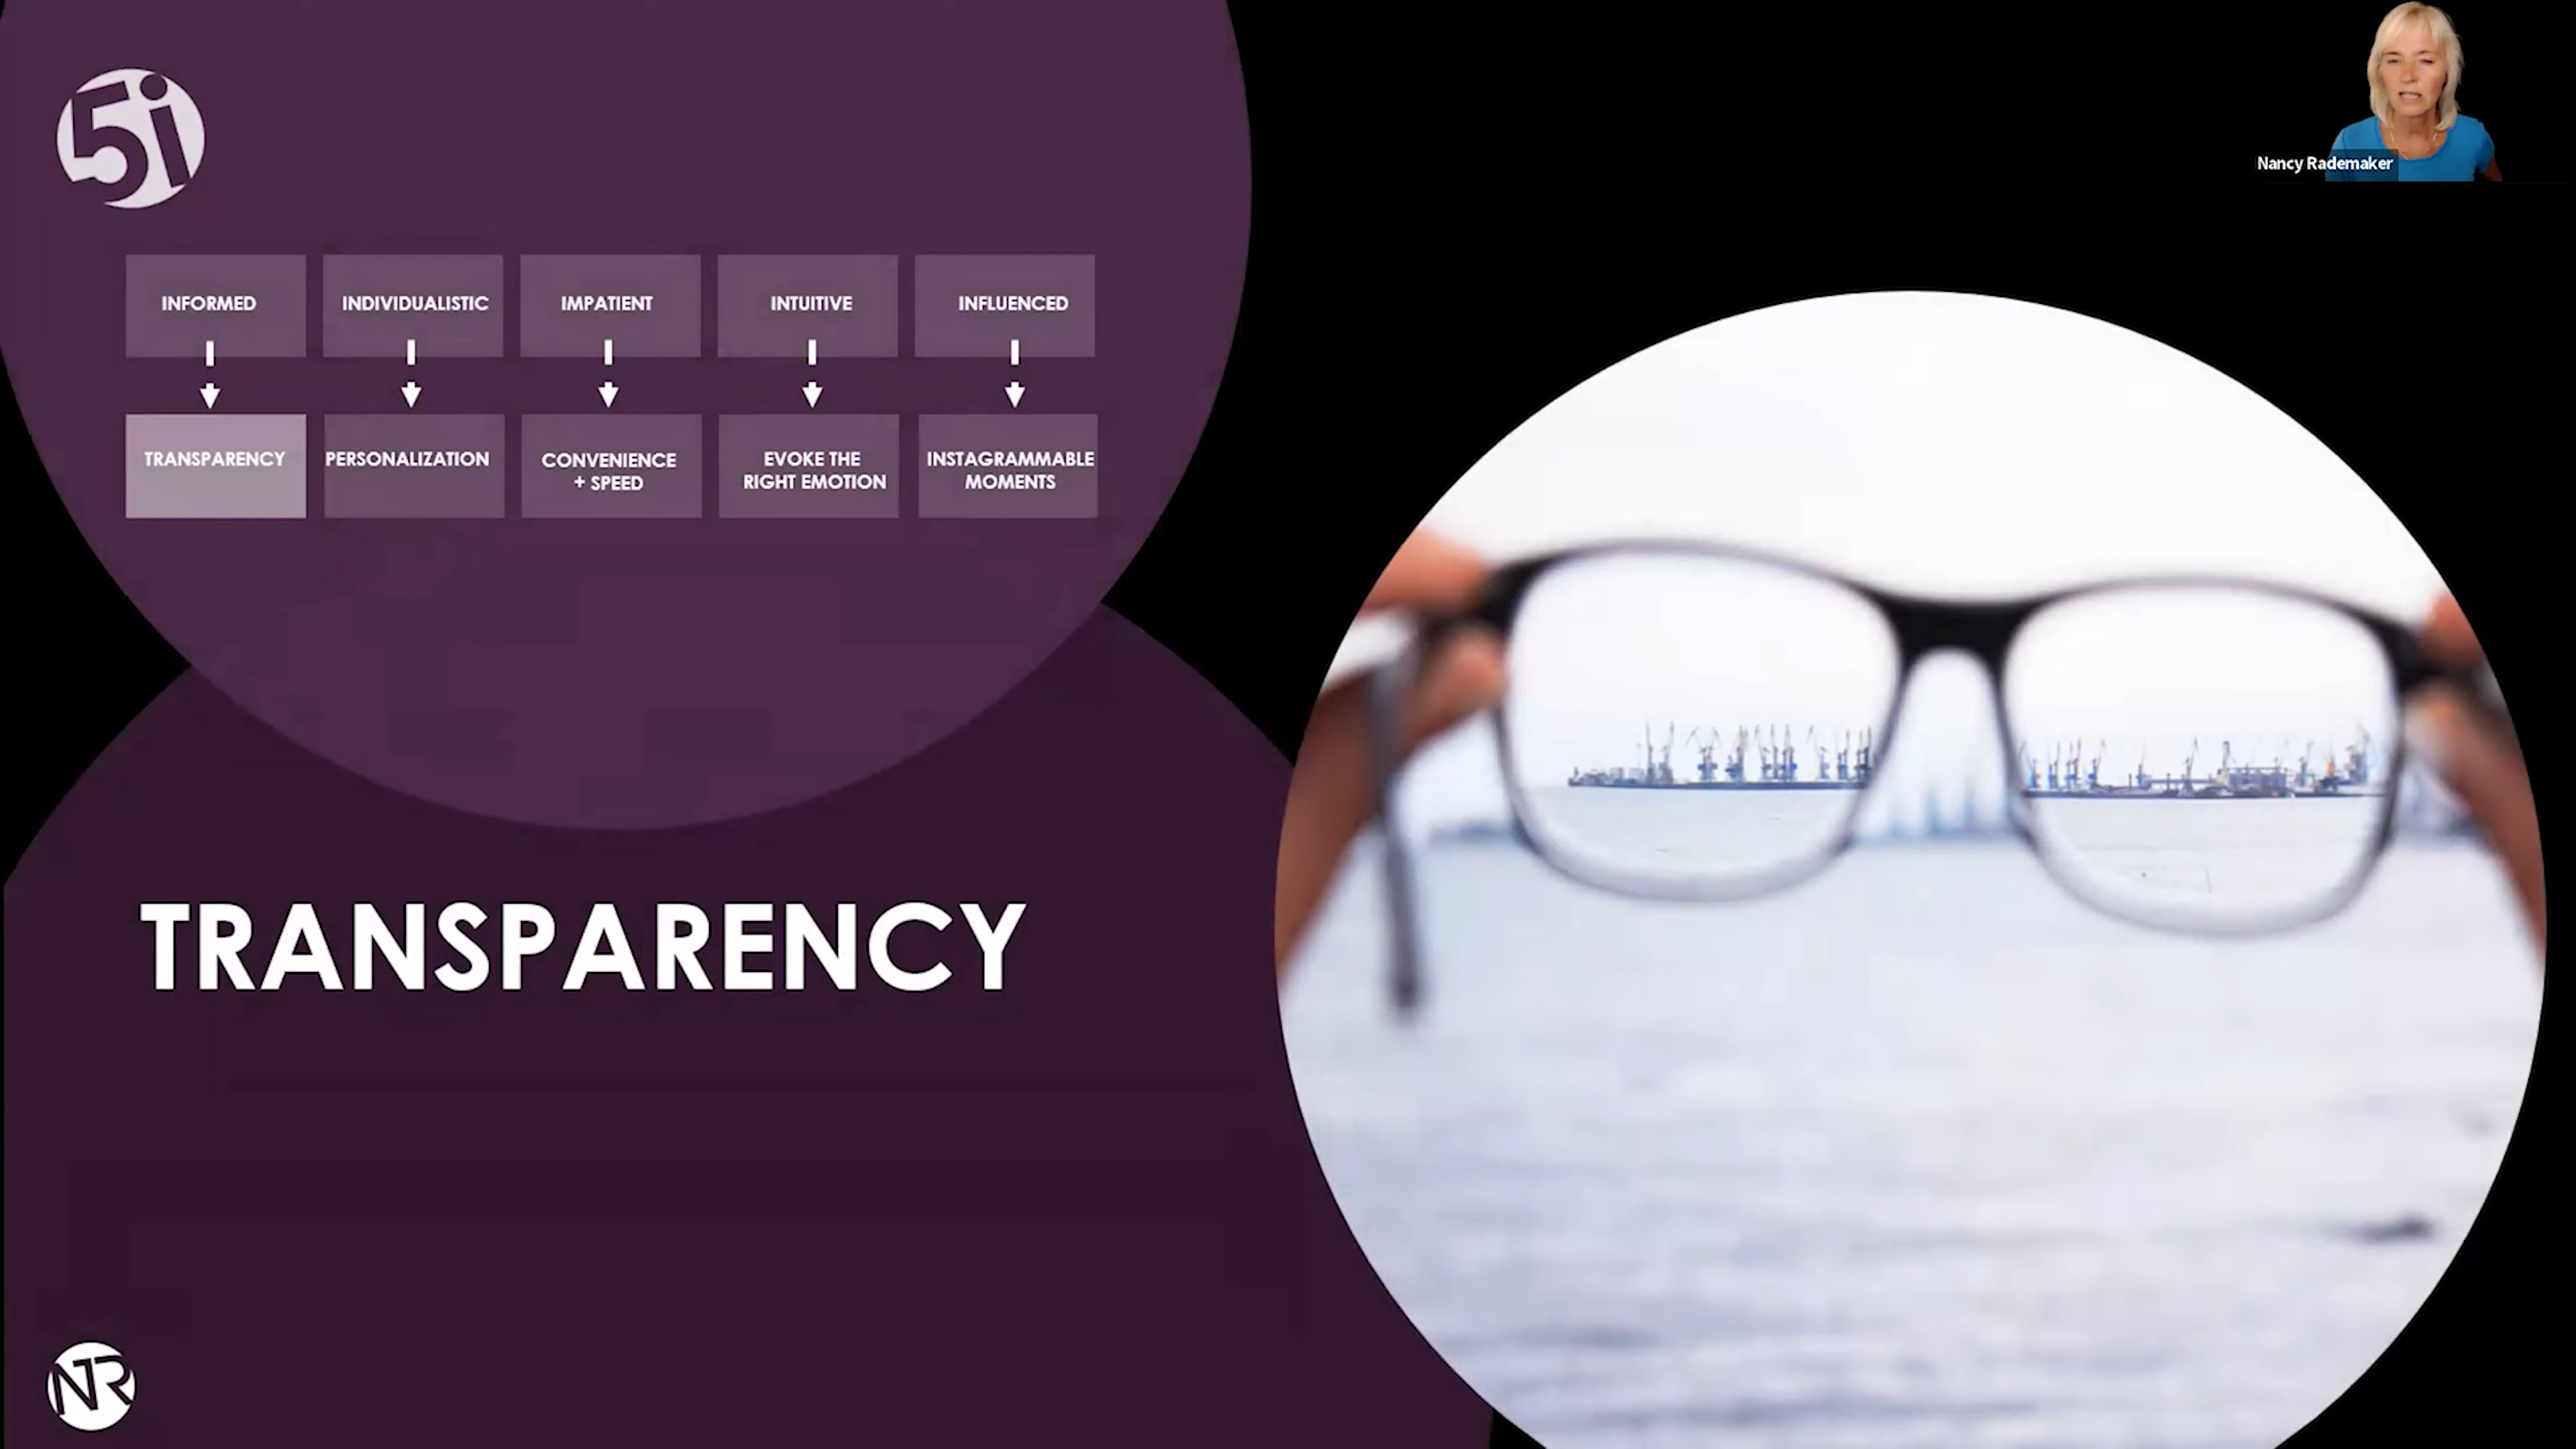 5i
Nancy Rademaker
INFORMED
INDIVIDUALISTIC
IMPATIENT
INTUITIVE
INFLUENCED
TRANSPARENCY
PERSONALIZATION
CONVENIENCE
+ SPEED
EVOKE THE
RIGHT EMOTION
INSTAGRAMMABLE
MOMENTS
TRANSPARENCY
NR